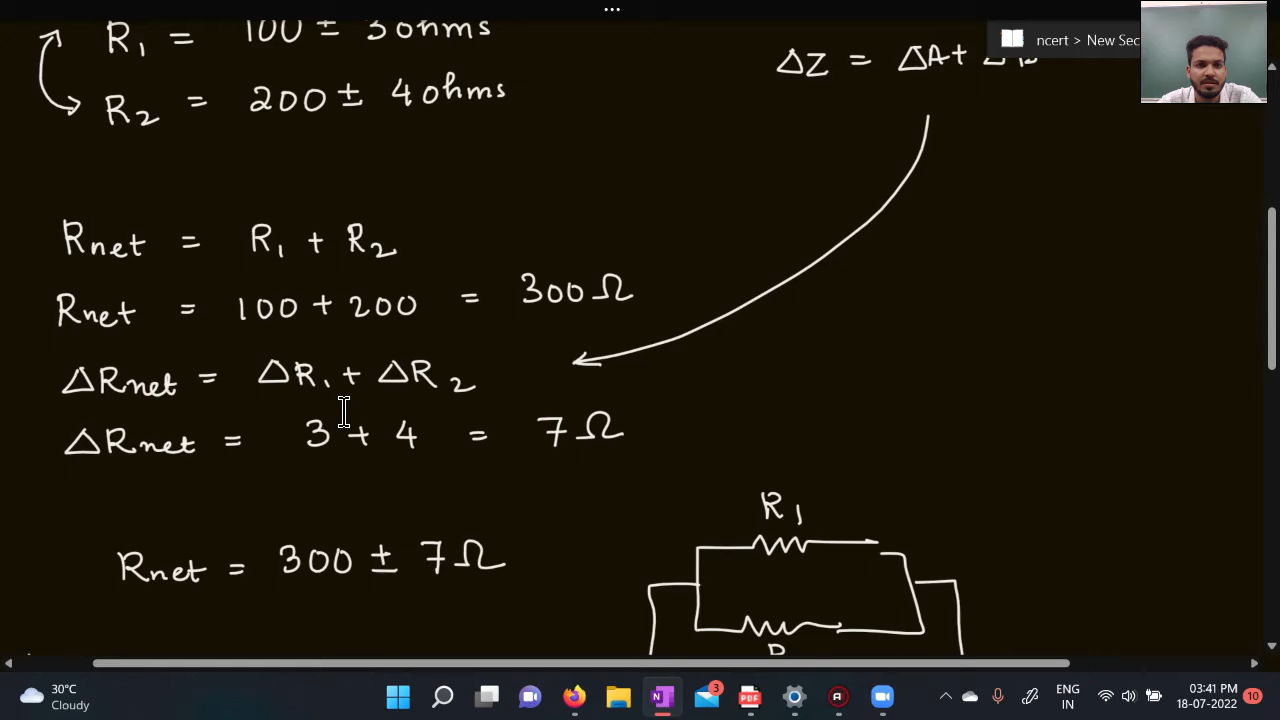 ...
R1 = 100 ± 3 ohms
R2 = 200 ± 4 ohms
ΔZ = ΔA +
ncert > New Sec
Rnet = R1 + R2
Rnet = 100 + 200 = 300 Ω
ΔRnet = ΔR1 + ΔR2
ΔRnet = 3 + 4 = 7 Ω
Rnet = 300 ± 7 Ω
R1
30°C
Cloudy
3
ENG
IN
03:41 PM
18-07-2022
10